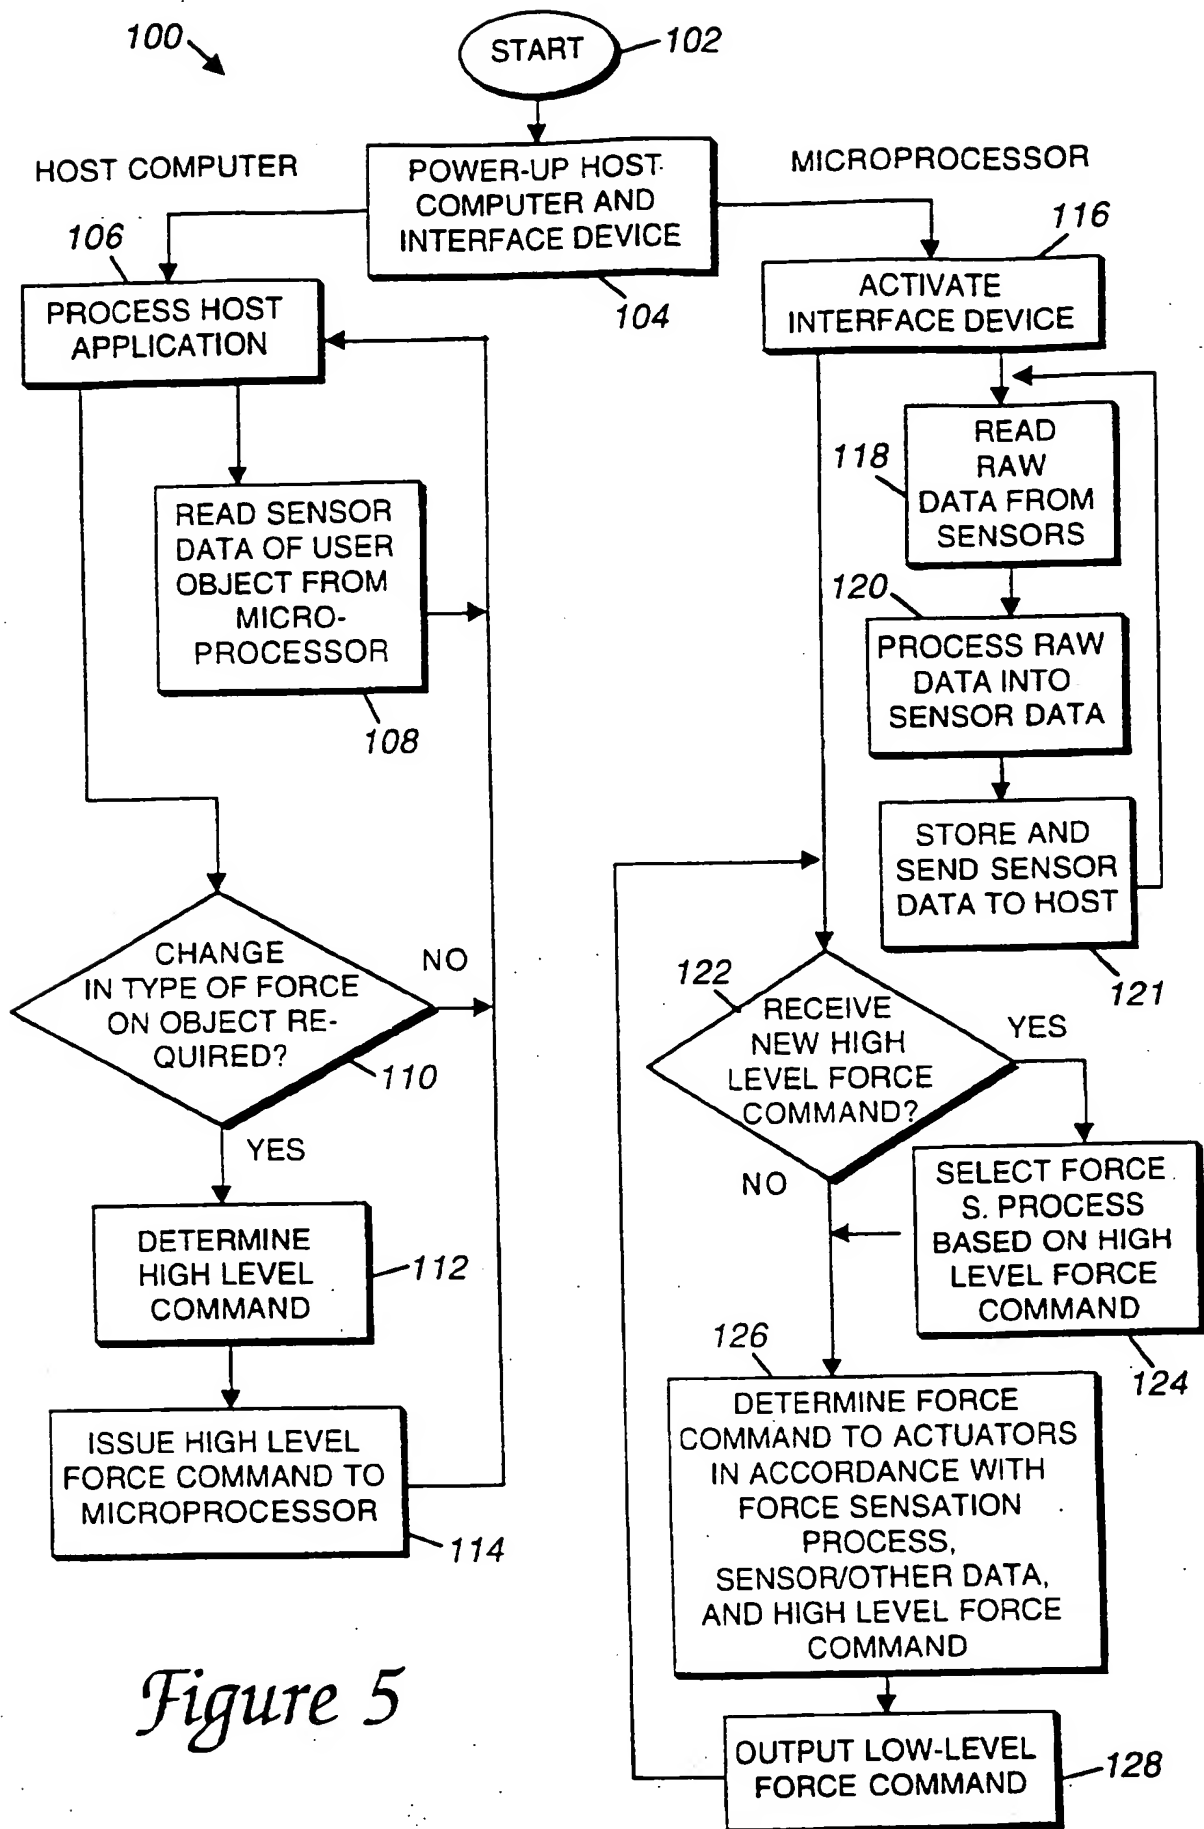 100
START
102
HOST COMPUTER
POWER-UP HOST
COMPUTER AND
INTERFACE DEVICE
104
MICROPROCESSOR
106
PROCESS HOST
APPLICATION
READ SENSOR
DATA OF USER
OBJECT FROM
MICRO-
PROCESSOR
108
CHANGE
IN TYPE OF FORCE
ON OBJECT RE-
QUIRED?
NO
110
YES
DETERMINE
HIGH LEVEL
COMMAND
112
ISSUE HIGH LEVEL
FORCE COMMAND TO
MICROPROCESSOR
114
116
ACTIVATE
INTERFACE DEVICE
118
READ
RAW
DATA FROM
SENSORS
120
PROCESS RAW
DATA INTO
SENSOR DATA
STORE AND
SEND SENSOR
DATA TO HOST
121
122
RECEIVE
NEW HIGH
LEVEL FORCE
COMMAND?
YES
NO
SELECT FORCE
S. PROCESS
BASED ON HIGH
LEVEL FORCE
COMMAND
124
126
DETERMINE FORCE
COMMAND TO ACTUATORS
IN ACCORDANCE WITH
FORCE SENSATION
PROCESS,
SENSOR/OTHER DATA,
AND HIGH LEVEL FORCE
COMMAND
OUTPUT LOW-LEVEL
FORCE COMMAND
128
Figure 5